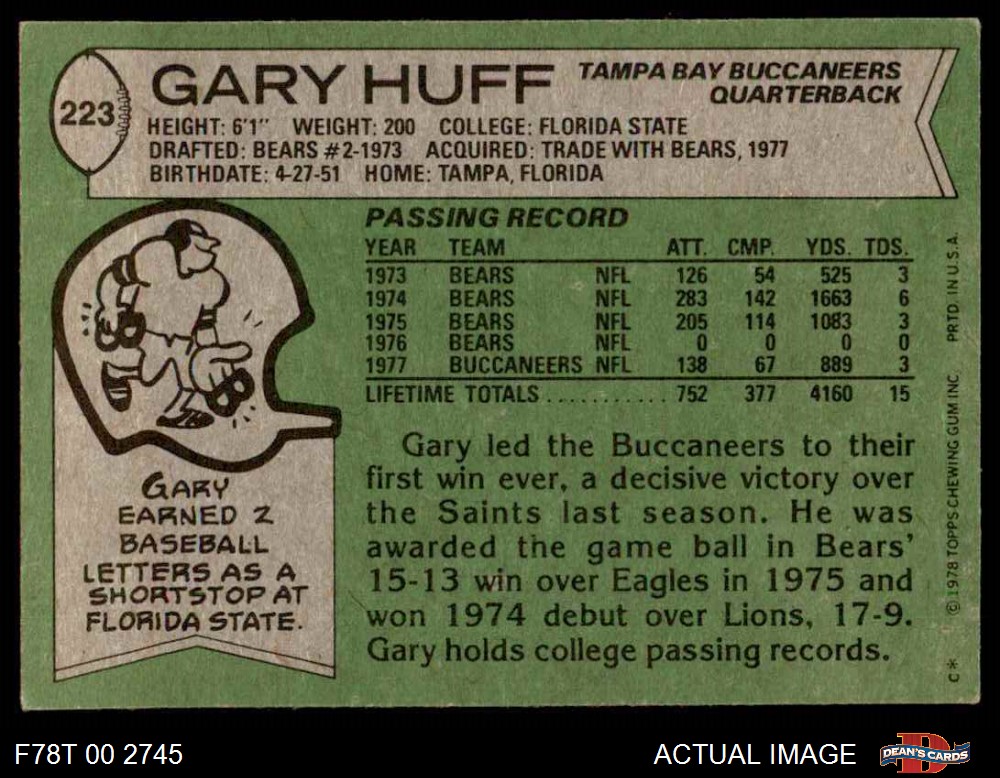 223
GARY HUFF
TAMPA BAY BUCCANEERS
QUARTERBACK
HEIGHT: 6'1" WEIGHT: 200 COLLEGE: FLORIDA STATE
DRAFTED: BEARS #2-1973 ACQUIRED: TRADE WITH BEARS, 1977
BIRTHDATE: 4-27-51 HOME: TAMPA, FLORIDA
PASSING RECORD
YEAR TEAM ATT. CMP. YDS. TDS.
1973 BEARS NFL 126 54 525 3
1974 BEARS NFL 283 142 1663 6
1975 BEARS NFL 205 114 1083 3
1976 BEARS NFL 0 0 0 0
1977 BUCCANEERS NFL 138 67 889 3
LIFETIME TOTALS ........... 752 377 4160 15
Gary led the Buccaneers to their
first win ever, a decisive victory over
the Saints last season. He was
awarded the game ball in Bears'
15-13 win over Eagles in 1975 and
won 1974 debut over Lions, 17-9.
Gary holds college passing records.
GARY
EARNED 2
BASEBALL
LETTERS AS A
SHORTSTOP AT
FLORIDA STATE.
C* © 1978 TOPPS CHEWING GUM INC PRTD. IN U.S.A.
F78T 00 2745
ACTUAL IMAGE
D
DEAN'S CARDS